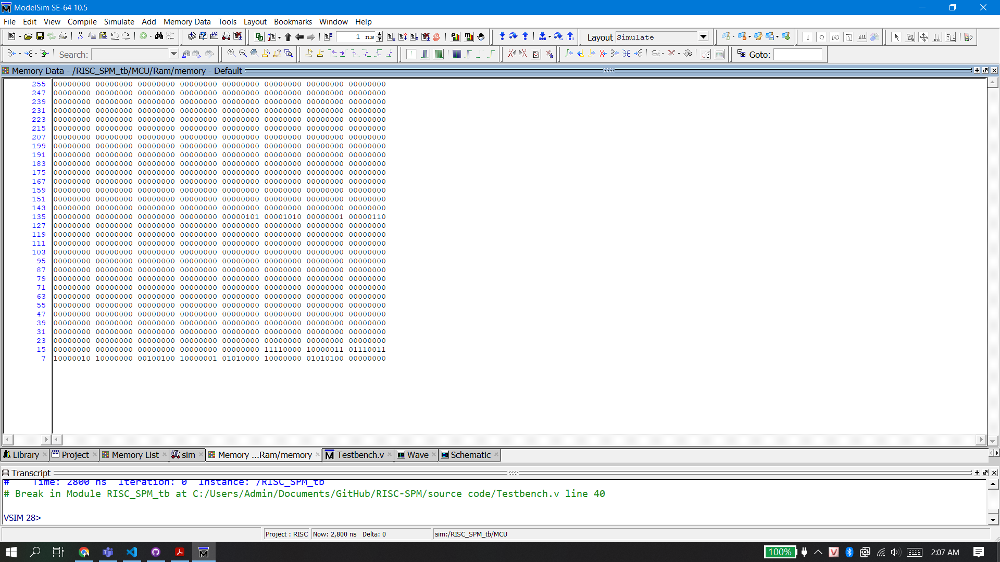 ModelSim SE-64 10.5
File Edit View Compile Simulate Add Memory Data Tools Layout Bookmarks Window Help
1 ns Layout Simulate
Search: Goto:
Memory Data - /RISC_SPM_tb/MCU/Ram/memory - Default
255 00000000 00000000 00000000 00000000 00000000 00000000 00000000 00000000
247 00000000 00000000 00000000 00000000 00000000 00000000 00000000 00000000
239 00000000 00000000 00000000 00000000 00000000 00000000 00000000 00000000
231 00000000 00000000 00000000 00000000 00000000 00000000 00000000 00000000
223 00000000 00000000 00000000 00000000 00000000 00000000 00000000 00000000
215 00000000 00000000 00000000 00000000 00000000 00000000 00000000 00000000
207 00000000 00000000 00000000 00000000 00000000 00000000 00000000 00000000
199 00000000 00000000 00000000 00000000 00000000 00000000 00000000 00000000
191 00000000 00000000 00000000 00000000 00000000 00000000 00000000 00000000
183 00000000 00000000 00000000 00000000 00000000 00000000 00000000 00000000
175 00000000 00000000 00000000 00000000 00000000 00000000 00000000 00000000
167 00000000 00000000 00000000 00000000 00000000 00000000 00000000 00000000
159 00000000 00000000 00000000 00000000 00000000 00000000 00000000 00000000
151 00000000 00000000 00000000 00000000 00000000 00000000 00000000 00000000
143 00000000 00000000 00000000 00000000 00000000 00000000 00000000 00000000
135 00000000 00000000 00000000 00000000 00000101 00001010 00000001 00000110
127 00000000 00000000 00000000 00000000 00000000 00000000 00000000 00000000
119 00000000 00000000 00000000 00000000 00000000 00000000 00000000 00000000
111 00000000 00000000 00000000 00000000 00000000 00000000 00000000 00000000
103 00000000 00000000 00000000 00000000 00000000 00000000 00000000 00000000
95 00000000 00000000 00000000 00000000 00000000 00000000 00000000 00000000
87 00000000 00000000 00000000 00000000 00000000 00000000 00000000 00000000
79 00000000 00000000 00000000 00000000 00000000 00000000 00000000 00000000
71 00000000 00000000 00000000 00000000 00000000 00000000 00000000 00000000
63 00000000 00000000 00000000 00000000 00000000 00000000 00000000 00000000
55 00000000 00000000 00000000 00000000 00000000 00000000 00000000 00000000
47 00000000 00000000 00000000 00000000 00000000 00000000 00000000 00000000
39 00000000 00000000 00000000 00000000 00000000 00000000 00000000 00000000
31 00000000 00000000 00000000 00000000 00000000 00000000 00000000 00000000
23 00000000 00000000 00000000 00000000 00000000 00000000 00000000 00000000
15 00000000 00000000 00000000 00000000 00000000 11110000 10000011 01110011
7 10000010 10000000 00100100 10000001 01010000 10000000 01010100 00000000
Library Project Memory List sim Memory ...Ram/memory Testbench.v Wave Schematic
Transcript
# Time: 2800 ns Iteration: 0 Instance: /RISC_SPM_tb
# Break in Module RISC_SPM_tb at C:/Users/Admin/Documents/GitHub/RISC-SPM/source code/Testbench.v line 40
VSIM 28>
Project : RISC Now: 2,800 ns Delta: 0 sim:/RISC_SPM_tb/MCU
100% 2:07 AM